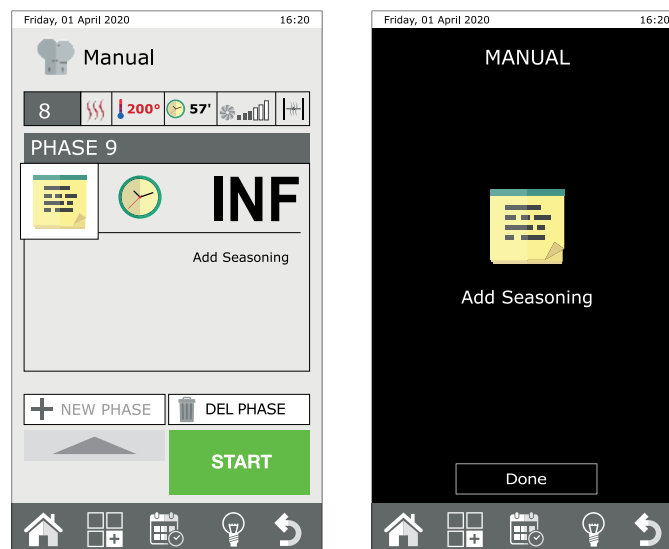 Friday, 01 April 2020 16:20
Manual
8 200° 57'
PHASE 9
INF
Add Seasoning
NEW PHASE DEL PHASE
START
Friday, 01 April 2020 16:20
MANUAL
Add Seasoning
Done